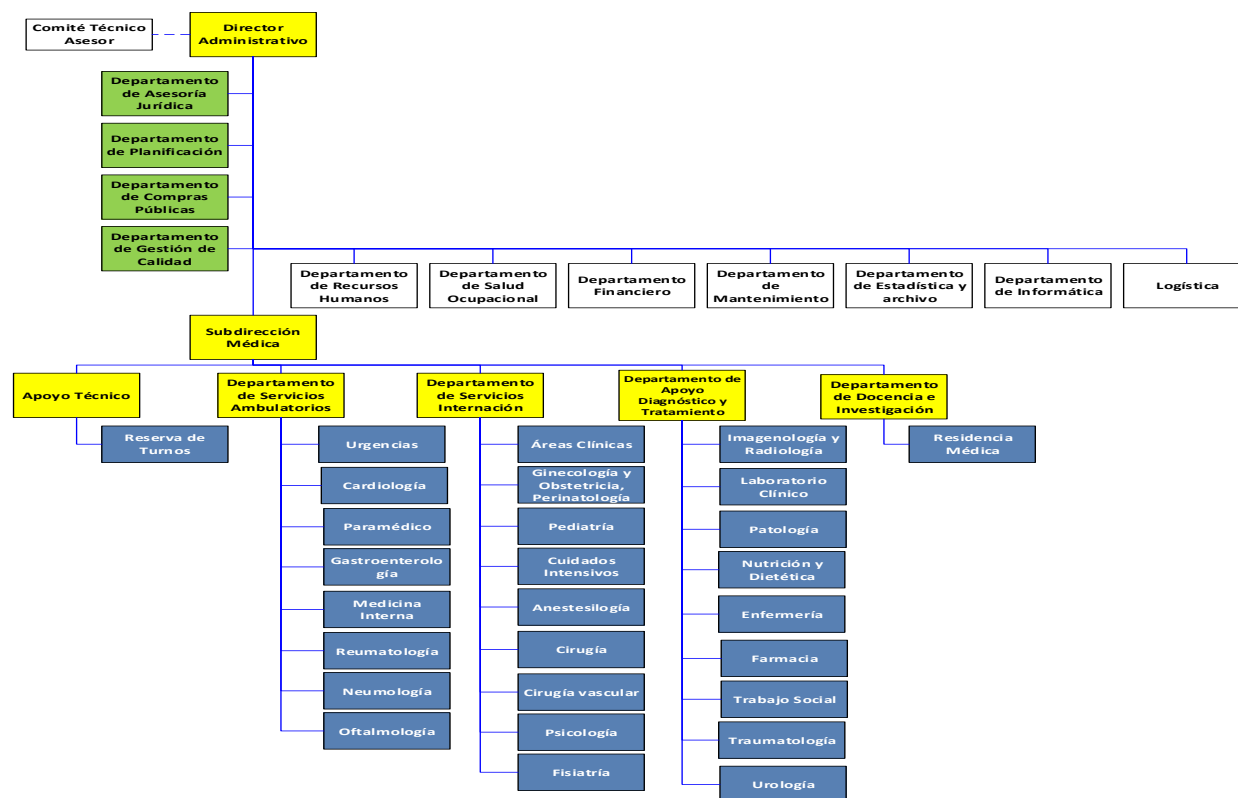 Comité Técnico
Asesor
Director
Administrativo
Departamento
de Asesoría
Jurídica
Departamento
de Planificación
Departamento
de Compras
Públicas
Departamento
de Gestión de
Calidad
Departamento
de Recursos
Humanos
Departamento
de Salud
Ocupacional
Departamento
Financiero
Departamento
de
Mantenimiento
Departamento
de Estadística y
archivo
Departamento
de Informática
Logística
Subdirección
Médica
Apoyo Técnico
Departamento
de Servicios
Ambulatorios
Departamento
de Servicios
Internación
Departamento de
Apoyo
Diagnóstico y
Tratamiento
Departamento
de Docencia e
Investigación
Reserva de
Turnos
Urgencias
Cardiología
Paramédico
Gastroenterolo
gía
Medicina
Interna
Reumatología
Neumología
Oftalmología
Áreas Clínicas
Ginecología y
Obstetricia,
Perinatología
Pediatría
Cuidados
Intensivos
Anestesilogía
Cirugía
Cirugía vascular
Psicología
Fisiatría
Imagenología y
Radiología
Laboratorio
Clínico
Patología
Nutrición y
Dietética
Enfermería
Farmacia
Trabajo Social
Traumatología
Urología
Residencia
Médica